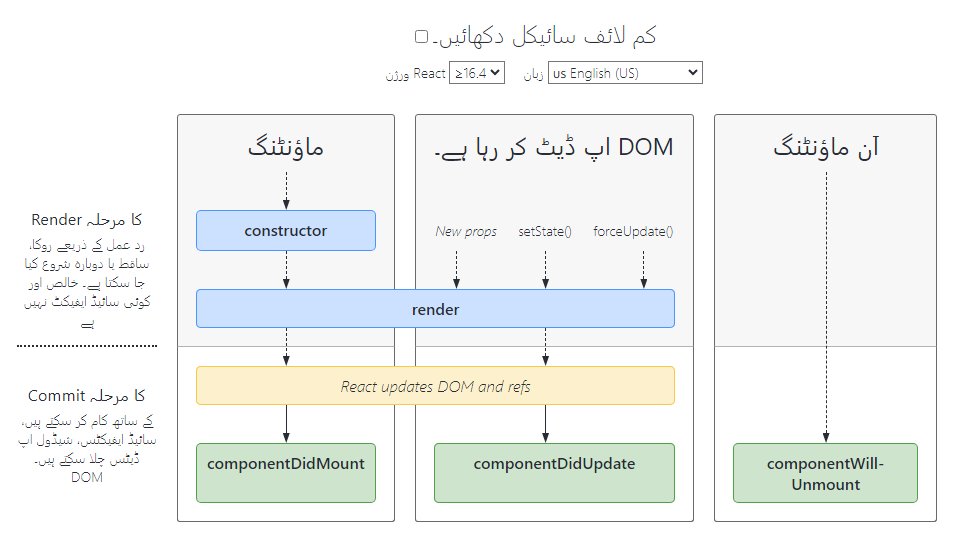 کم لائف سائیکل دکھائیں۔
React ورژن ≥16.4 زبان us English (US)
ماؤنٹنگ
DOM اپ ڈیٹ کر رہا ہے۔
آن ماؤنٹنگ
Render کا مرحلہ
رد عمل کے ذریعے روکا،
ساقط یا دوبارہ شروع کیا
جا سکتا ہے۔ خالص اور
کوئی سائیڈ ایفیکٹ نہیں
ہے
constructor
New props
setState()
forceUpdate()
render
React updates DOM and refs
Commit کا مرحلہ
کے ساتھ کام کر سکتے ہیں،
سائیڈ ایفیکٹس، شیڈول اپ
ڈیٹس چلا سکتے ہیں۔
DOM
componentDidMount
componentDidUpdate
componentWill-
Unmount